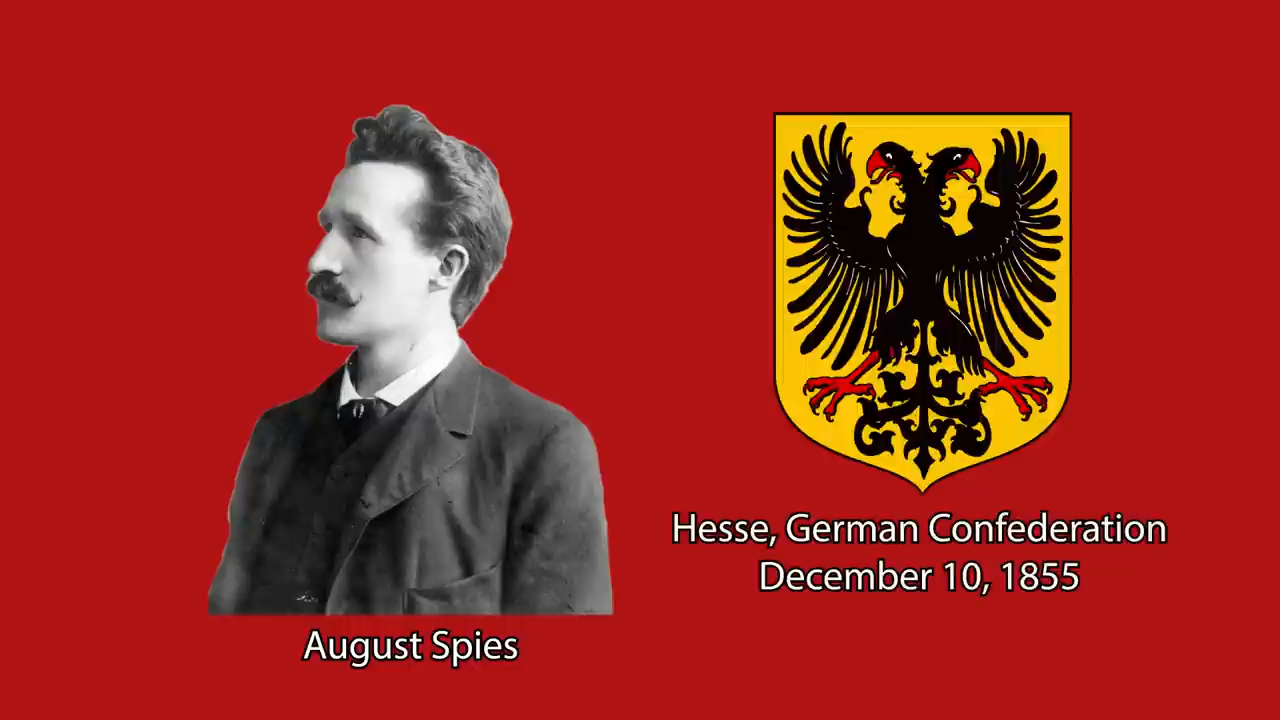 Hesse, German Confederation
December 10, 1855
August Spies